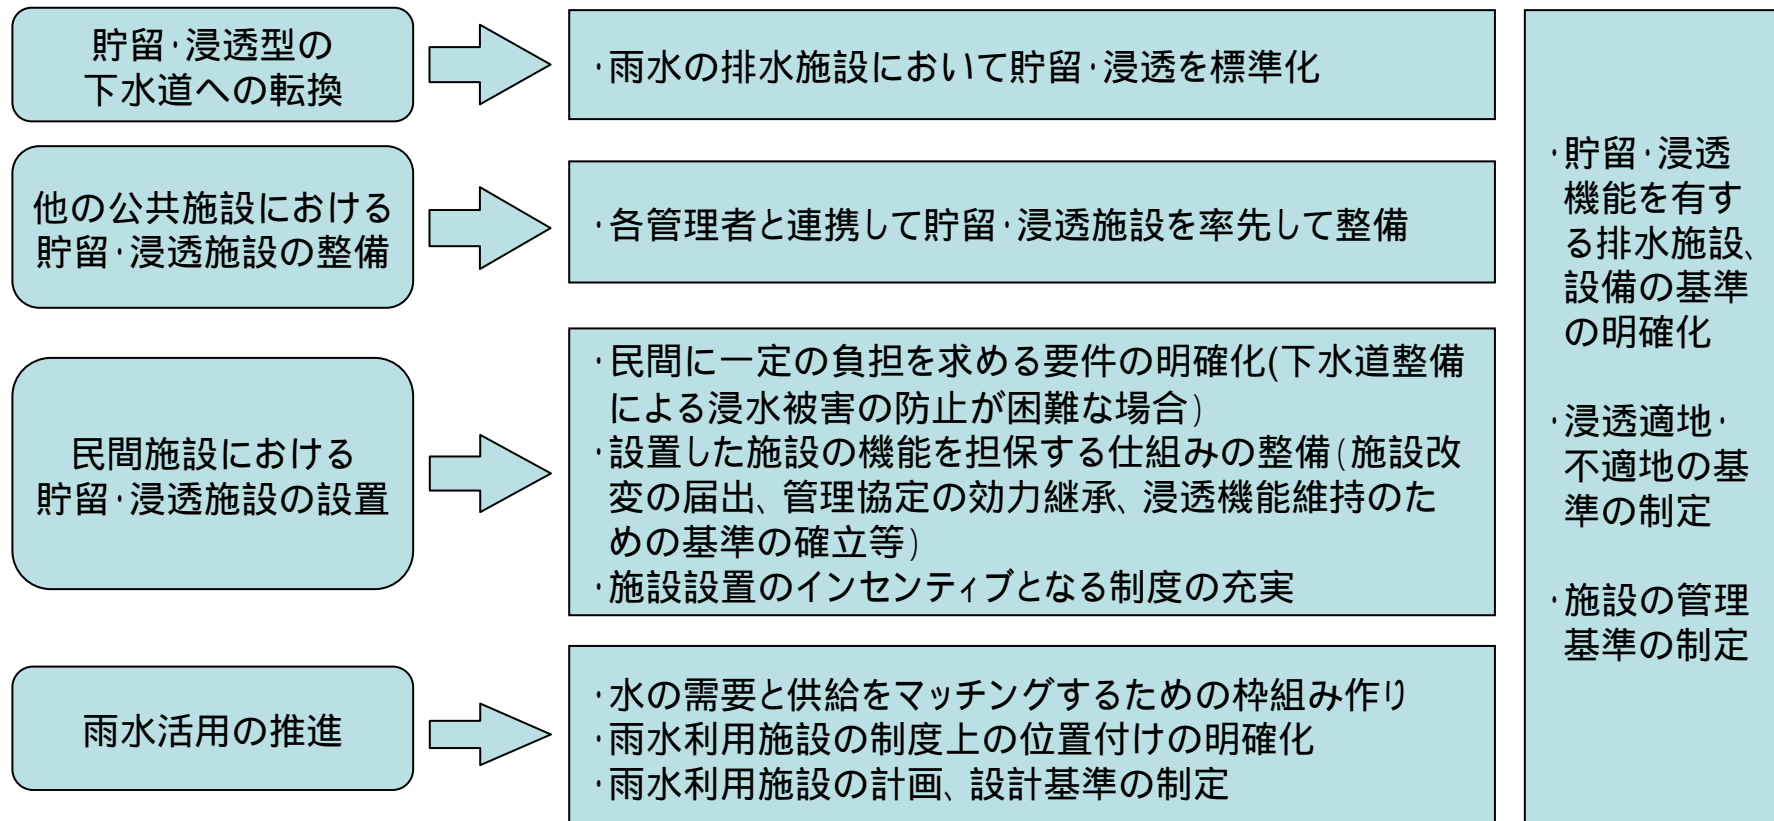 貯留・浸透型の
下水道への転換
・雨水の排水施設において貯留・浸透を標準化
他の公共施設における
貯留・浸透施設の整備
・各管理者と連携して貯留・浸透施設を率先して整備
民間施設における
貯留・浸透施設の設置
・民間に一定の負担を求める要件の明確化(下水道整備
による浸水被害の防止が困難な場合)
・設置した施設の機能を担保する仕組みの整備(施設改
変の届出、管理協定の効力継承、浸透機能維持のた
めの基準の確立等)
・施設設置のインセンティブとなる制度の充実
雨水活用の推進
・水の需要と供給をマッチングするための枠組み作り
・雨水利用施設の制度上の位置付けの明確化
・雨水利用施設の計画、設計基準の制定
・貯留・浸透
機能を有す
る排水施設、
設備の基準
の明確化
・浸透適地・
不適地の基
準の制定
・施設の管理
基準の制定